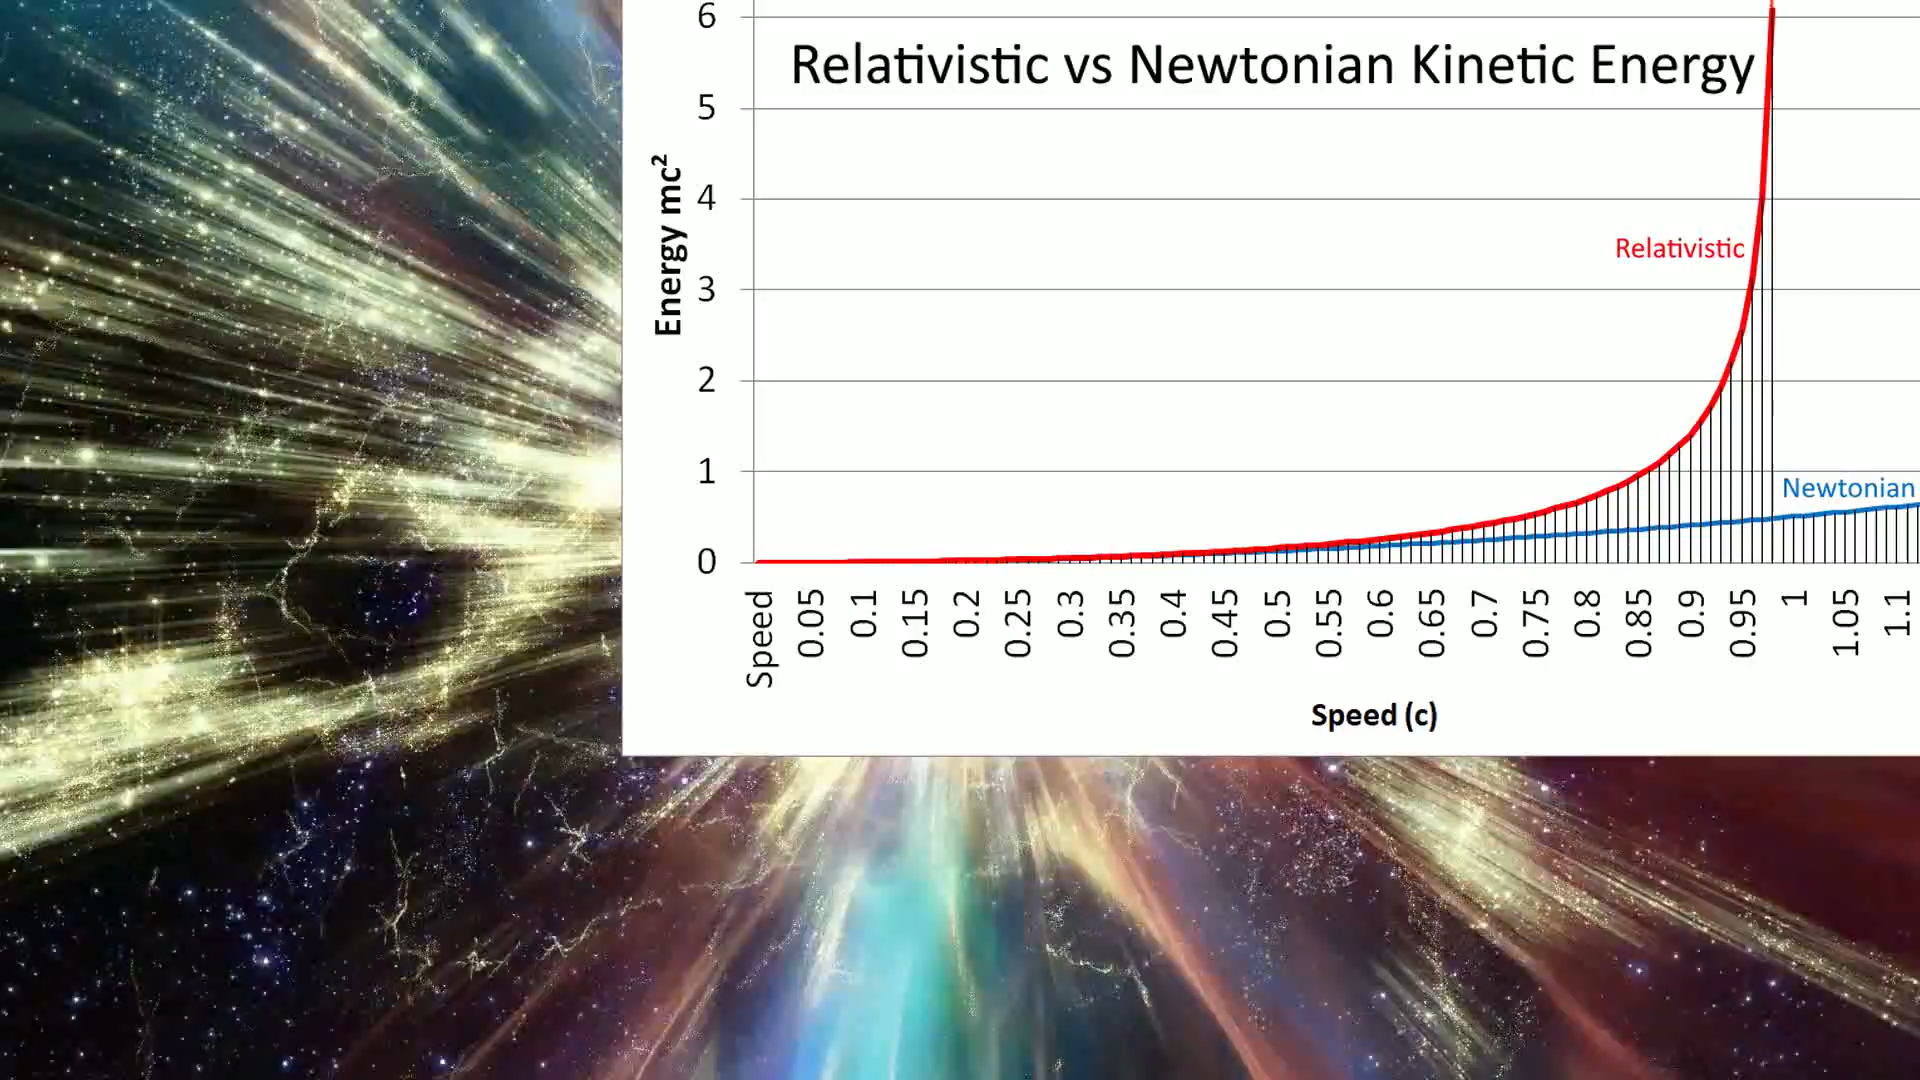 6
Relativistic vs Newtonian Kinetic Energy
5
Energy mc²
4
Relativistic
3
2
1
Newtonian
0
Speed 0.05 0.1 0.15 0.2 0.25 0.3 0.35 0.4 0.45 0.5 0.55 0.6 0.65 0.7 0.75 0.8 0.85 0.9 0.95 1 1.05 1.1
Speed (c)